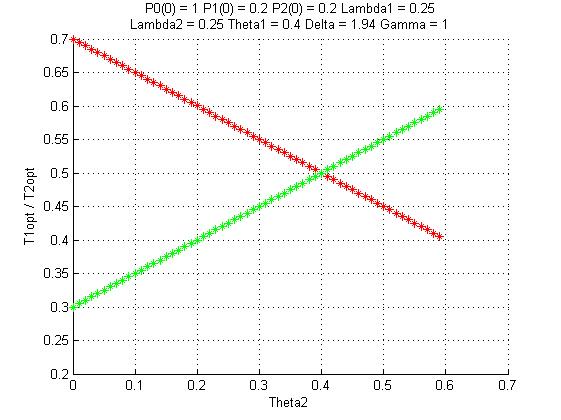 P0(0) = 1 P1(0) = 0.2 P2(0) = 0.2 Lambda1 = 0.25
Lambda2 = 0.25 Theta1 = 0.4 Delta = 1.94 Gamma = 1
0.7
0.65
0.6
0.55
0.5
0.45
0.4
0.35
0.3
0.25
0.2
T1opt / T2opt
0 0.1 0.2 0.3 0.4 0.5 0.6 0.7
Theta2